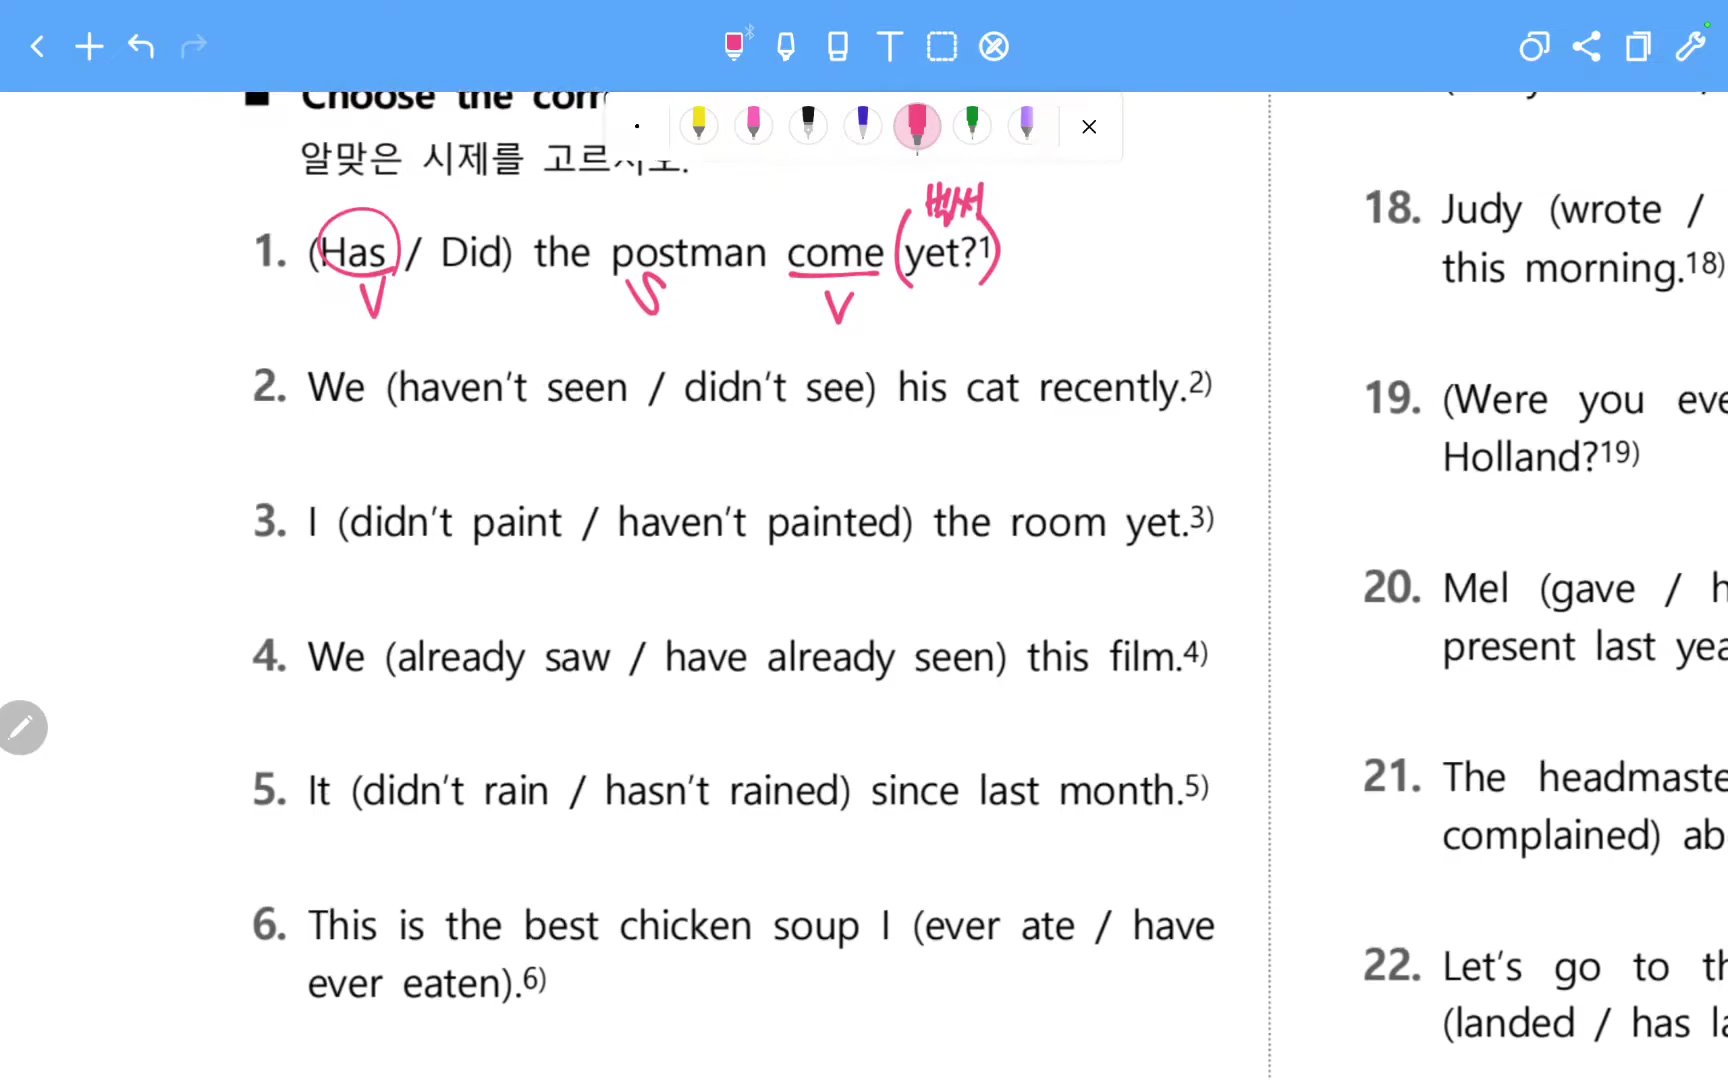 ■ Choose the corr
알맞은 시제를 고르시오.
벌써
1. (Has / Did) the postman come (yet?1)
S
V V
2. We (haven't seen / didn't see) his cat recently.2)
3. I (didn't paint / haven't painted) the room yet.3)
4. We (already saw / have already seen) this film.4)
5. It (didn't rain / hasn't rained) since last month.5)
6. This is the best chicken soup I (ever ate / have
ever eaten).6)
18. Judy (wrote /
this morning.18)
19. (Were you eve
Holland?19)
20. Mel (gave / h
present last yea
21. The headmaste
complained) ab
22. Let's go to th
(landed / has la